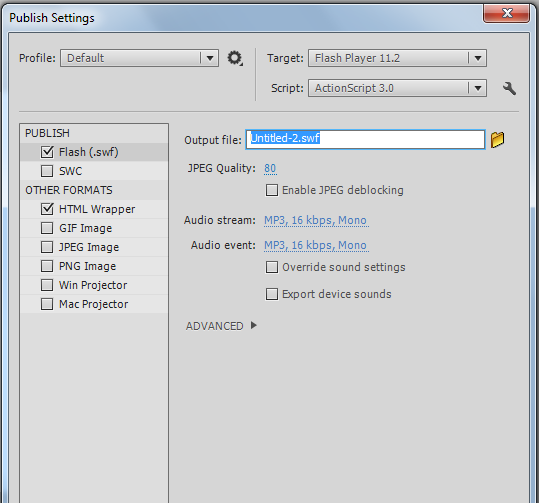 Publish Settings
Profile: Default
Target: Flash Player 11.2
Script: ActionScript 3.0
PUBLISH
Flash (.swf)
SWC
OTHER FORMATS
HTML Wrapper
GIF Image
JPEG Image
PNG Image
Win Projector
Mac Projector
Output file: Untitled-2.swf
JPEG Quality: 80
Enable JPEG deblocking
Audio stream: MP3, 16 kbps, Mono
Audio event: MP3, 16 kbps, Mono
Override sound settings
Export device sounds
ADVANCED